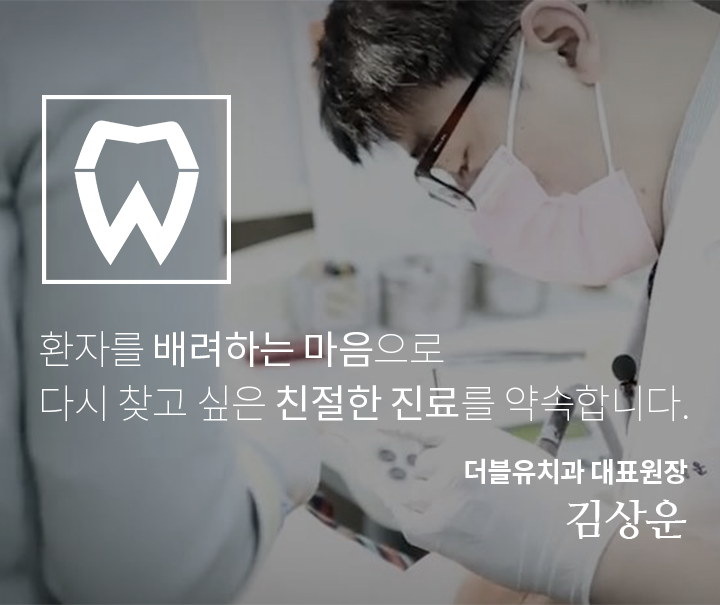 환자를 배려하는 마음으로
다시 찾고 싶은 친절한 진료를 약속합니다.
더블유치과 대표원장
김상운